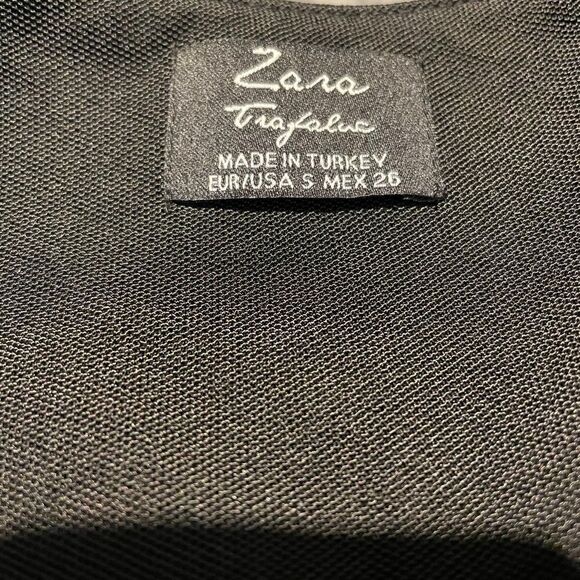 Zara
Trafaluc
MADE IN TURKEY
EUR/USA S MEX 26